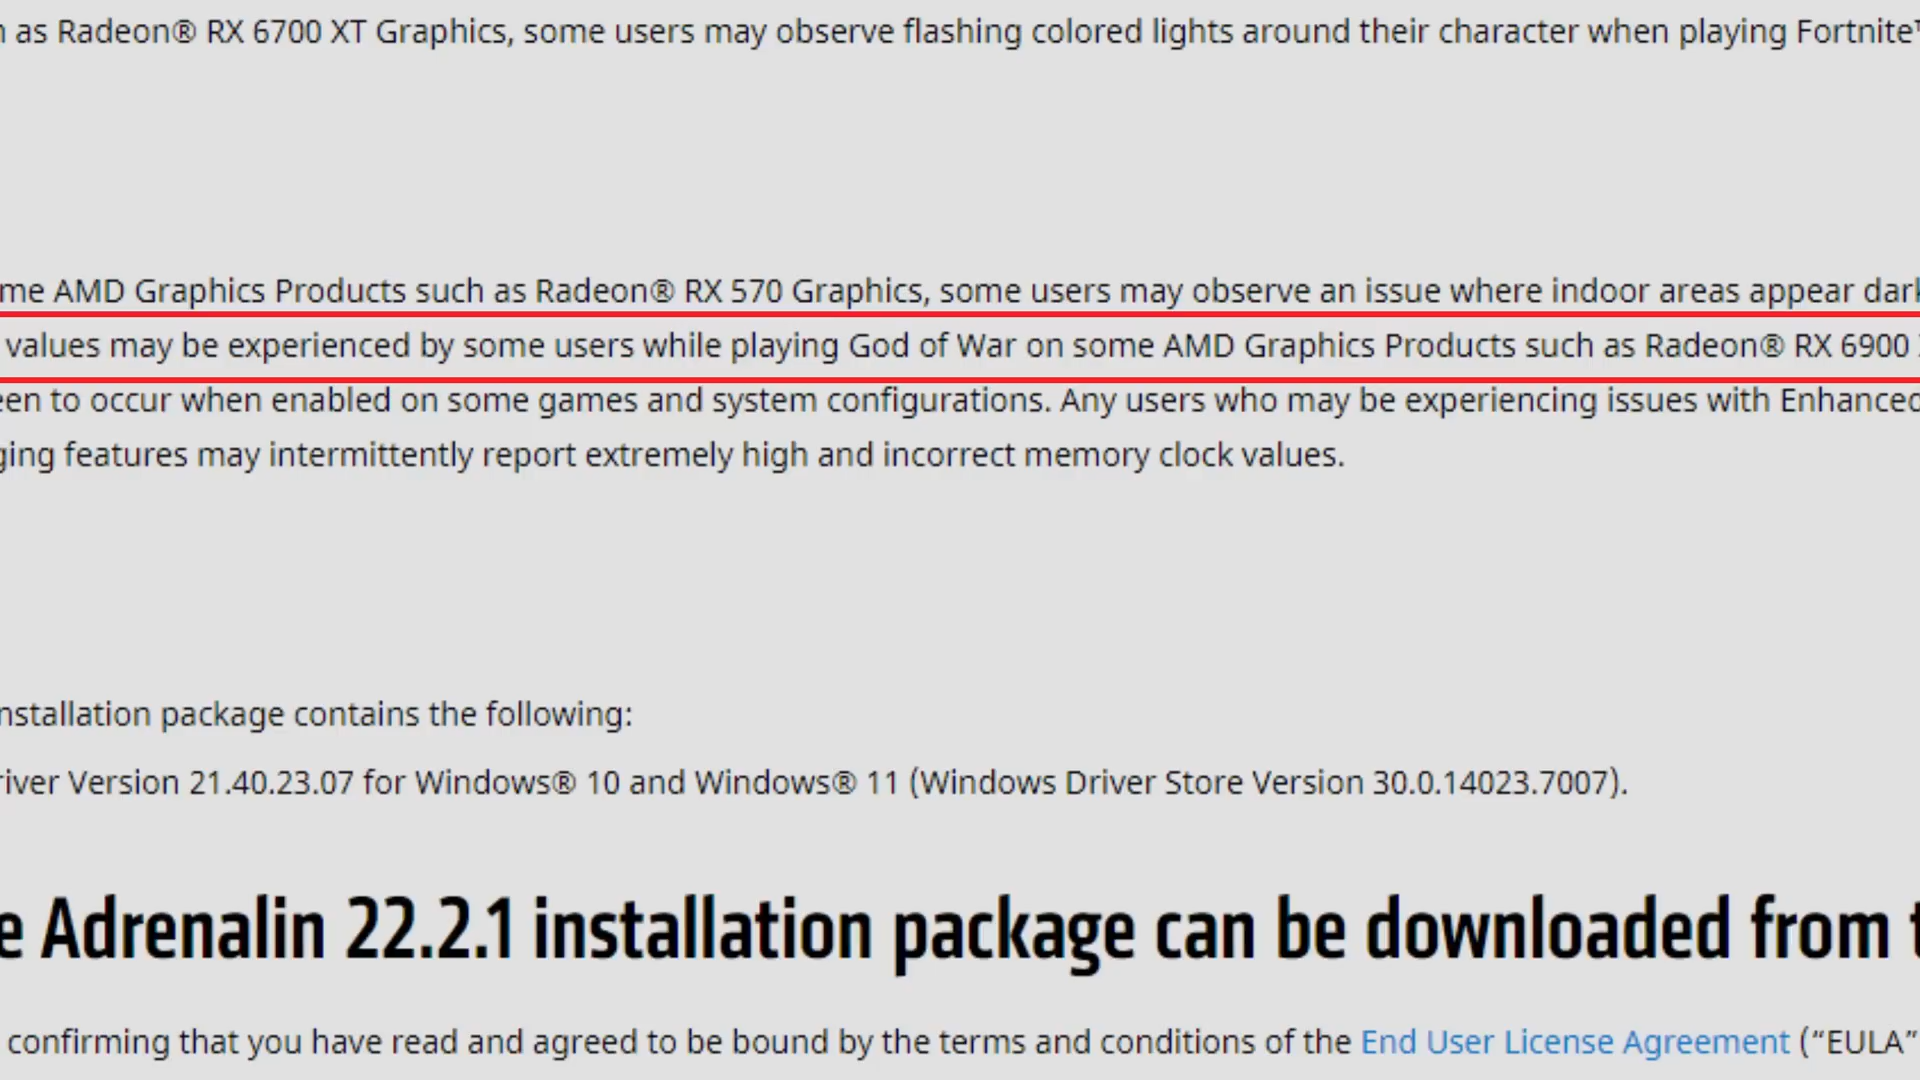 as Radeon® RX 6700 XT Graphics, some users may observe flashing colored lights around their character when playing Fortnite
AMD Graphics Products such as Radeon® RX 570 Graphics, some users may observe an issue where indoor areas appear dark
values may be experienced by some users while playing God of War on some AMD Graphics Products such as Radeon® RX 6900
to occur when enabled on some games and system configurations. Any users who may be experiencing issues with Enhanced
features may intermittently report extremely high and incorrect memory clock values.
nstallation package contains the following:
river Version 21.40.23.07 for Windows® 10 and Windows® 11 (Windows Driver Store Version 30.0.14023.7007).
e Adrenalin 22.2.1 installation package can be downloaded from
confirming that you have read and agreed to be bound by the terms and conditions of the End User License Agreement (“EULA”